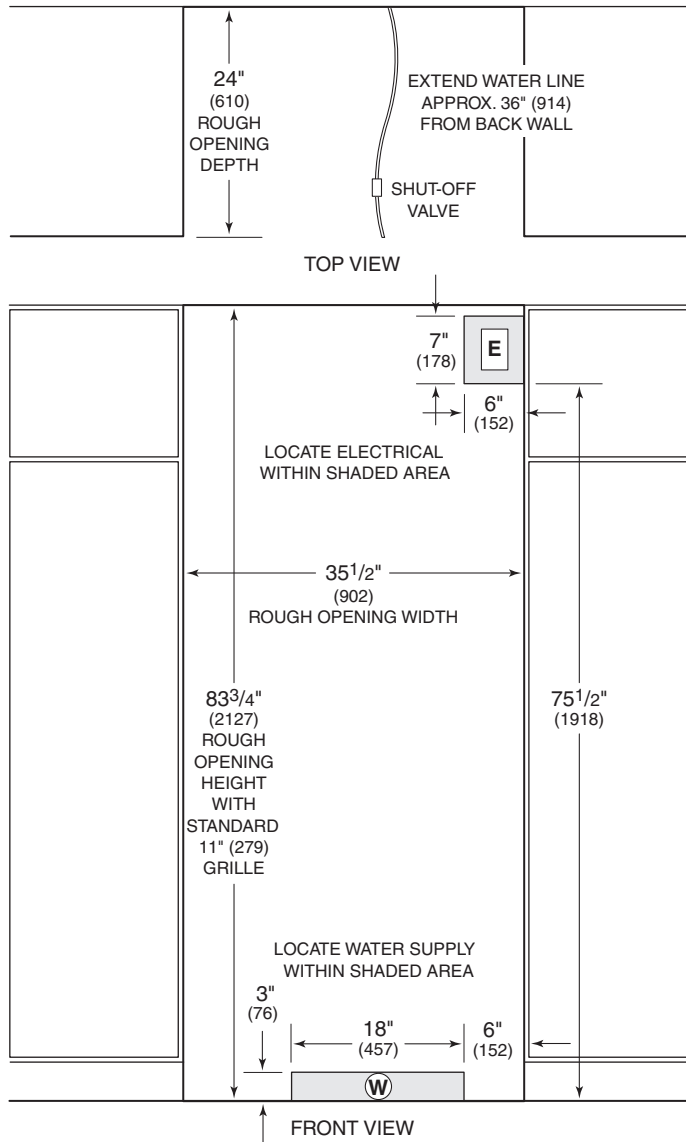 24"
(610)
ROUGH
OPENING
DEPTH
EXTEND WATER LINE
APPROX. 36" (914)
FROM BACK WALL
SHUT-OFF
VALVE
TOP VIEW
7"
(178)
E
6"
(152)
LOCATE ELECTRICAL
WITHIN SHADED AREA
35 1/2"
(902)
ROUGH OPENING WIDTH
83 3/4"
(2127)
ROUGH
OPENING
HEIGHT
WITH
STANDARD
11" (279)
GRILLE
75 1/2"
(1918)
LOCATE WATER SUPPLY
WITHIN SHADED AREA
3"
(76)
18"
(457)
6"
(152)
W
FRONT VIEW